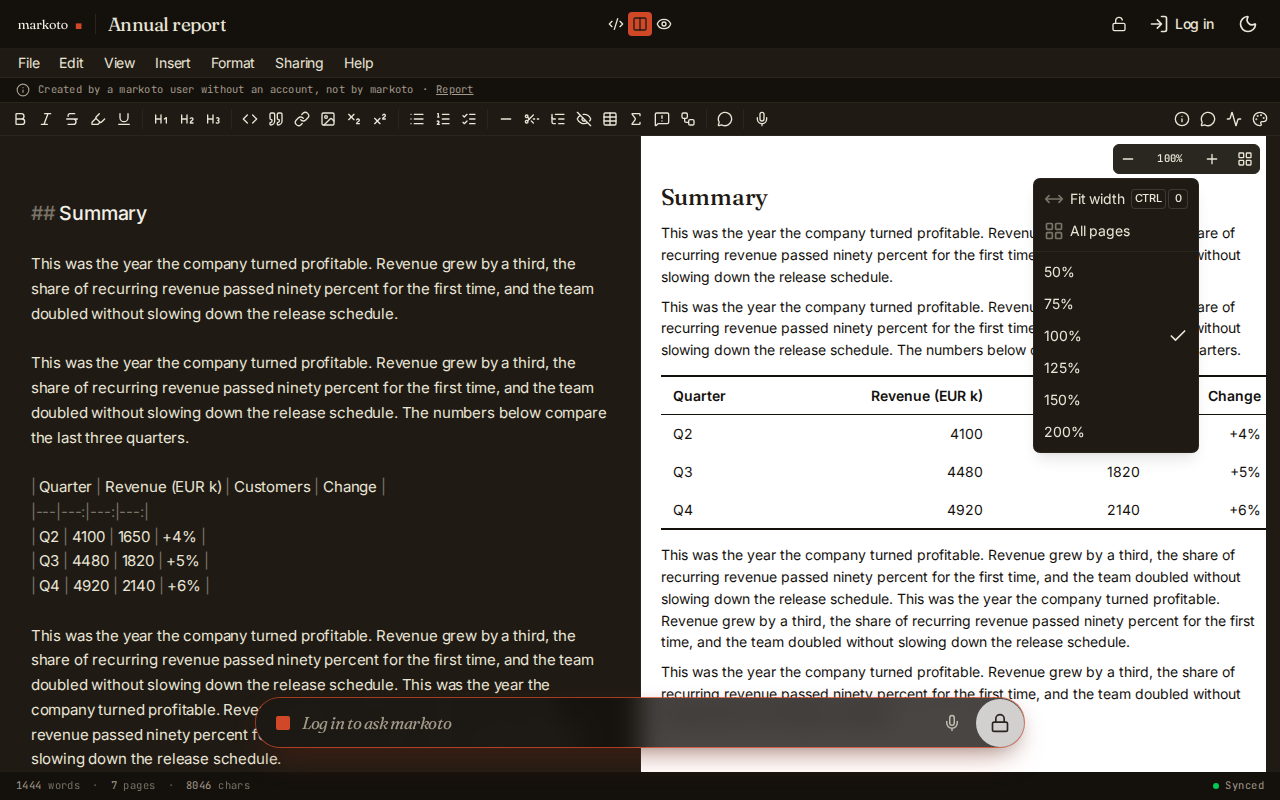 markoto
Annual report
Log in
File Edit View Insert Format Sharing Help
Created by a markoto user without an account, not by markoto · Report
H1 H2 H3
## Summary
This was the year the company turned profitable. Revenue grew by a third, the
share of recurring revenue passed ninety percent for the first time, and the team
doubled without slowing down the release schedule.
This was the year the company turned profitable. Revenue grew by a third, the
share of recurring revenue passed ninety percent for the first time, and the team
doubled without slowing down the release schedule. The numbers below compare
the last three quarters.
| Quarter | Revenue (EUR k) | Customers | Change |
|---|---:|---:|---:|
| Q2 | 4100 | 1650 | +4% |
| Q3 | 4480 | 1820 | +5% |
| Q4 | 4920 | 2140 | +6% |
This was the year the company turned profitable. Revenue grew by a third, the
share of recurring revenue passed ninety percent for the first time, and the team
doubled without slowing down the release schedule. This was the year the
company turned profitable.
revenue passed ninety percent
slowing down the release schedule.
100%
Fit width CTRL 0
All pages
50%
75%
100%
125%
150%
200%
Summary
This was the year the company turned profitable. of
recurring revenue passed ninety percent for the first without
slowing down the release schedule.
This was the year the company turned profitable. of
recurring revenue passed ninety percent for the first without
slowing down the release schedule. The numbers below
Quarter Revenue (EUR k) Change
Q2 4100 +4%
Q3 4480 1820 +5%
Q4 4920 2140 +6%
This was the year the company turned profitable. Revenue grew by a third, the share of
recurring revenue passed ninety percent for the first time, and the team doubled without
slowing down the release schedule. This was the year the company turned profitable.
Revenue grew by a third, the share of recurring revenue passed ninety percent for the first
time, and the team doubled without slowing down the release schedule.
This was the year the company turned profitable. Revenue grew by a third, the share of
recurring revenue passed ninety percent for the first time, and the team doubled without
Log in to ask markoto
1444 words · 7 pages · 8046 chars
Synced